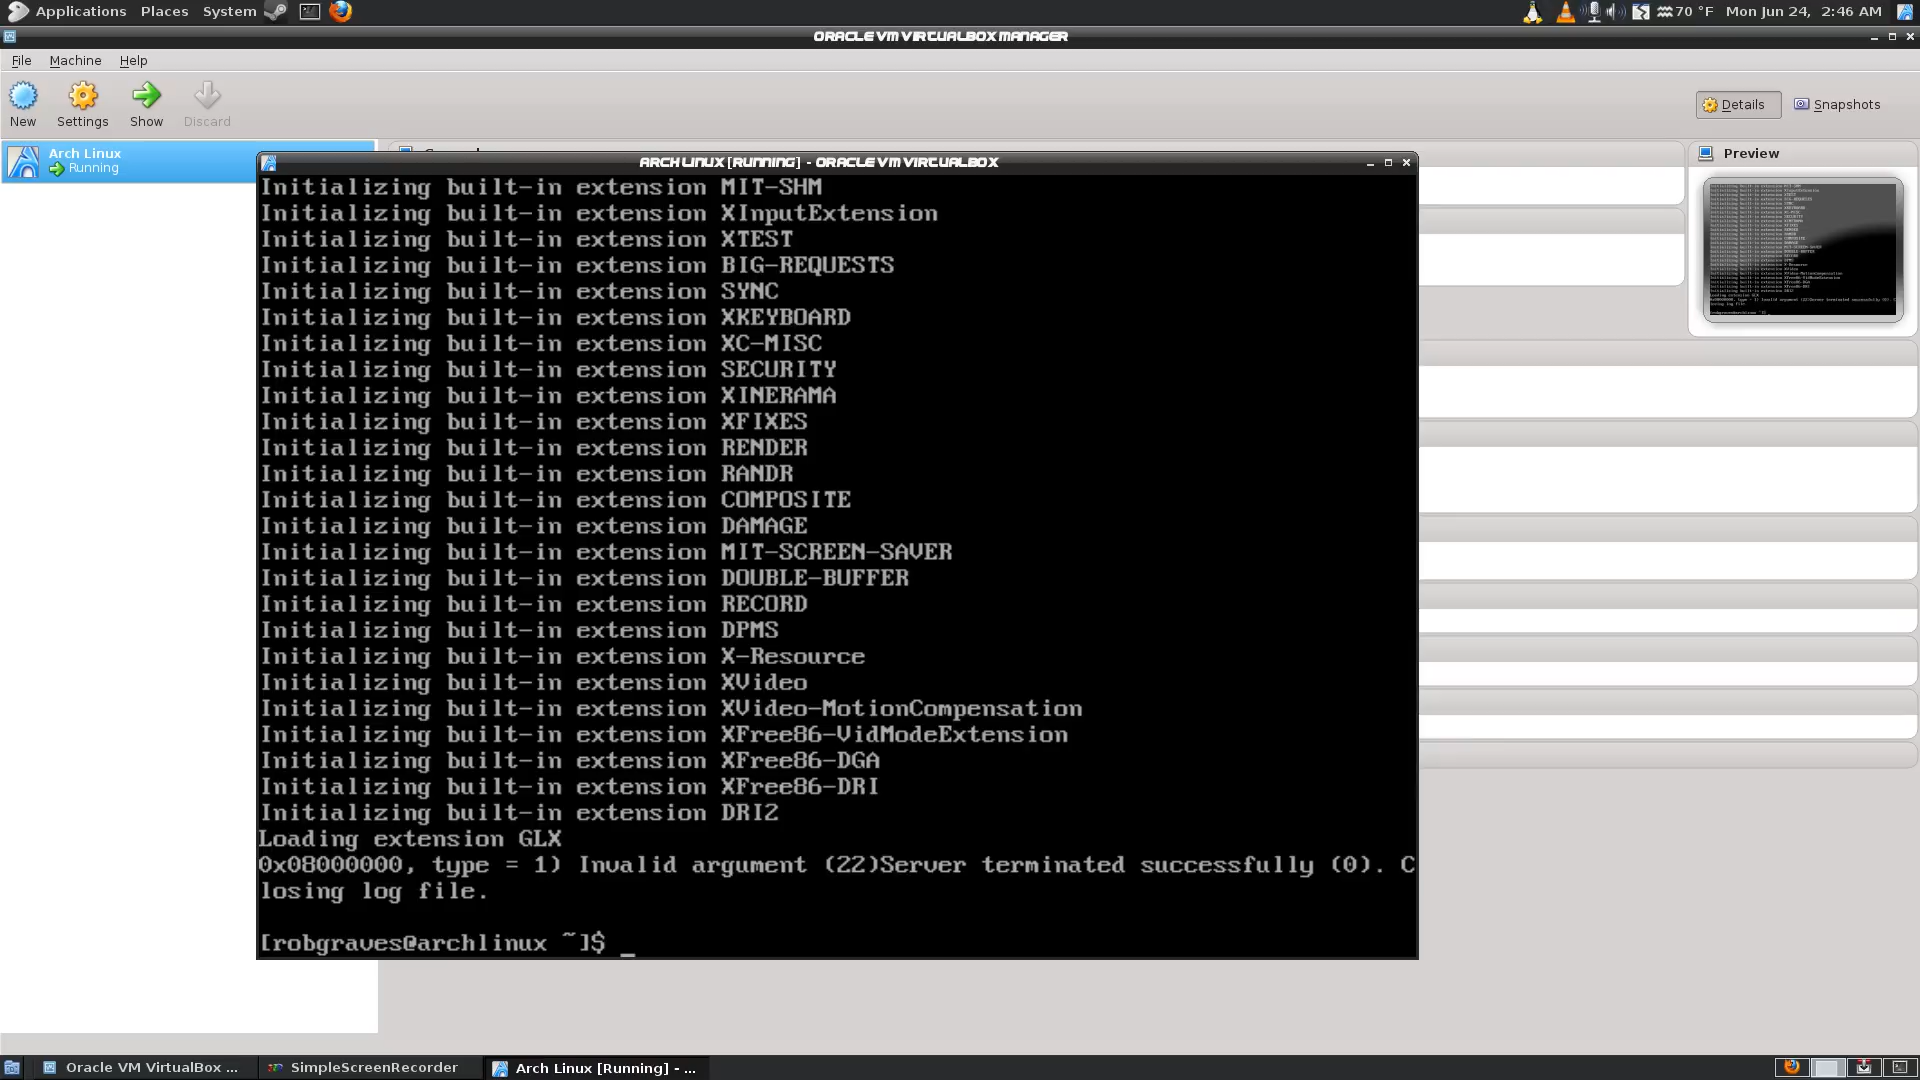 Applications Places System
70 °F Mon Jun 24, 2:46 AM
ORACLE VM VIRTUALBOX MANAGER
File Machine Help
New Settings Show Discard
Details Snapshots
Arch Linux
Running
Preview
ARCH LINUX [RUNNING] - ORACLE VM VIRTUALBOX
Initializing built-in extension MIT-SHM
Initializing built-in extension XInputExtension
Initializing built-in extension XTEST
Initializing built-in extension BIG-REQUESTS
Initializing built-in extension SYNC
Initializing built-in extension XKEYBOARD
Initializing built-in extension XC-MISC
Initializing built-in extension SECURITY
Initializing built-in extension XINERAMA
Initializing built-in extension XFIXES
Initializing built-in extension RENDER
Initializing built-in extension RANDR
Initializing built-in extension COMPOSITE
Initializing built-in extension DAMAGE
Initializing built-in extension MIT-SCREEN-SAVER
Initializing built-in extension DOUBLE-BUFFER
Initializing built-in extension RECORD
Initializing built-in extension DPMS
Initializing built-in extension X-Resource
Initializing built-in extension XVideo
Initializing built-in extension XVideo-MotionCompensation
Initializing built-in extension XFree86-VidModeExtension
Initializing built-in extension XFree86-DGA
Initializing built-in extension XFree86-DRI
Initializing built-in extension DRI2
Loading extension GLX
0x08000000, type = 1) Invalid argument (22)Server terminated successfully (0). C
losing log file.
[robgraves@archlinux ~]$ _
Oracle VM VirtualBox ... SimpleScreenRecorder Arch Linux [Running] - ...